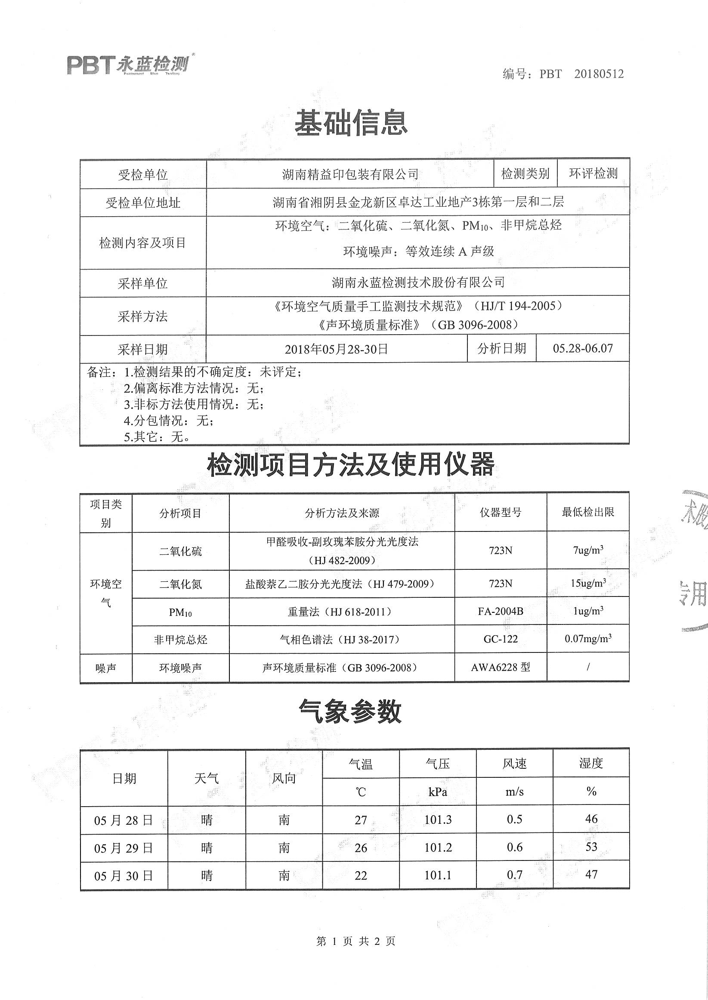 PBT永蓝检测®
Permanent Blue Testing
编号：PBT 20180512
基础信息
受检单位 湖南精益印包装有限公司 检测类别 环评检测
受检单位地址 湖南省湘阴县金龙新区卓达工业地产3栋第一层和二层
检测内容及项目 环境空气：二氧化硫、二氧化氮、PM10、非甲烷总烃
环境噪声：等效连续 A 声级
采样单位 湖南永蓝检测技术股份有限公司
采样方法 《环境空气质量手工监测技术规范》（HJ/T 194-2005）
《声环境质量标准》（GB 3096-2008）
采样日期 2018年05月28-30日 分析日期 05.28-06.07
备注：1.检测结果的不确定度：未评定；
2.偏离标准方法情况：无；
3.非标方法使用情况：无；
4.分包情况：无；
5.其它：无。
检测项目方法及使用仪器
项目类别 分析项目 分析方法及来源 仪器型号 最低检出限
环境空气 二氧化硫 甲醛吸收-副玫瑰苯胺分光光度法
（HJ 482-2009） 723N 7ug/m³
二氧化氮 盐酸萘乙二胺分光光度法（HJ 479-2009） 723N 15ug/m³
PM10 重量法（HJ 618-2011） FA-2004B 1ug/m³
非甲烷总烃 气相色谱法（HJ 38-2017） GC-122 0.07mg/m³
噪声 环境噪声 声环境质量标准（GB 3096-2008） AWA6228 型 /
术股
专用
气象参数
日期 天气 风向 气温 气压 风速 湿度
℃ kPa m/s %
05 月 28 日 晴 南 27 101.3 0.5 46
05 月 29 日 晴 南 26 101.2 0.6 53
05 月 30 日 晴 南 22 101.1 0.7 47
第 1 页 共 2 页